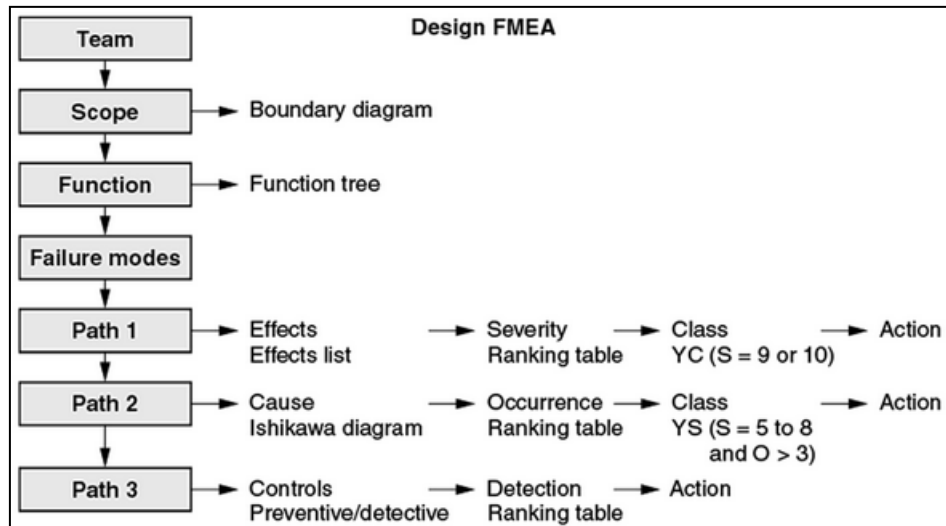 Design FMEA
Team
Scope
Boundary diagram
Function
Function tree
Failure modes
Path 1
Effects
Effects list
Severity
Ranking table
Class
YC (S = 9 or 10)
Action
Path 2
Cause
Ishikawa diagram
Occurrence
Ranking table
Class
YS (S = 5 to 8
and O > 3)
Action
Path 3
Controls
Preventive/detective
Detection
Ranking table
Action